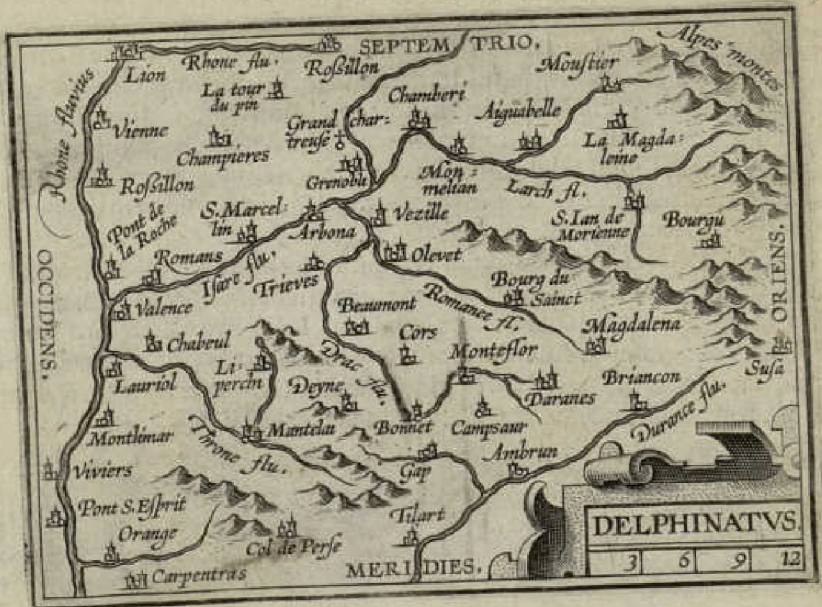 SEPTEM TRIO.
Alpes montes
Lion
Rhone flu.
Roßillon
Mouſtier
Rhone fluvius
La tour
du pin
Chamberi
Aiguabelle
Vienne
Grand char=
treuſe
La Magda=
leine
Champieres
Grenoble
Mon=
melian
Larch fl.
Roßillon
S. Marcel=
lin
Arbona
Vezille
S. Ian de
Morienne
Bourgu
Pont de
la Roche
Romans
Iſare flu.
Trieves
Olevet
OCCIDENS.
ORIENS.
Valence
Beaumont
Romanee fl.
Bourg du
Sainct
Chabeul
Cors
Magdalena
Li=
percin
Drac flu.
Monteflor
Suſa
Lauriol
Deyne
Daranes
Briancon
Montlimar
Throne flu.
Mantelau
Bonnet
Campsaur
Durance flu.
Viviers
Gap
Ambrun
Pont S. Eſprit
Orange
Col de Perſe
Tilart
DELPHINATVS.
3 6 9 12
Carpentras
MERIDIES.